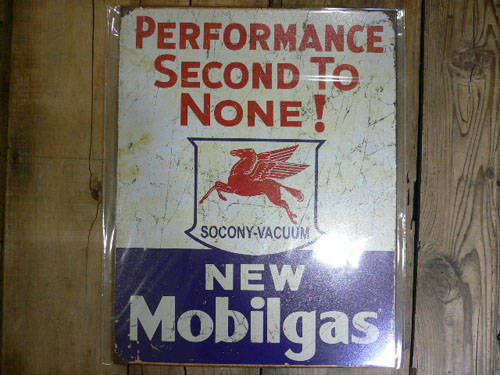 PERFORMANCE
SECOND TO
NONE!
SOCONY-VACUUM
NEW
Mobilgas